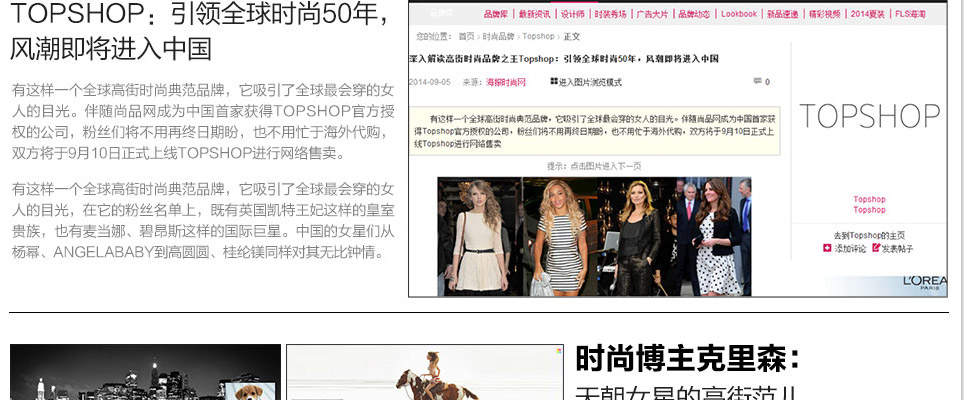 TOPSHOP：引领全球时尚50年，
风潮即将进入中国
有这样一个全球高街时尚典范品牌，它吸引了全球最会穿的女
人的目光。伴随尚品网成为中国首家获得TOPSHOP官方授
权的公司，粉丝们将不用再终日期盼，也不用忙于海外代购，
双方将于9月10日正式上线TOPSHOP进行网络售卖。
有这样一个全球高街时尚典范品牌，它吸引了全球最会穿的女
人的目光，在它的粉丝名单上，既有英国凯特王妃这样的皇室
贵族，也有麦当娜、碧昂斯这样的国际巨星。中国的女星们从
杨幂、ANGELABABY到高圆圆、桂纶镁同样对其无比钟情。
品牌库 | 最新资讯 | 设计师 | 时装秀场 | 广告大片 | 品牌动态 | Lookbook | 新品速递 | 精彩视频 | 2014夏装 | FLS海淘
您的位置： 首页 > 时尚品牌 > Topshop > 正文
深入解读高街时尚品牌之王Topshop：引领全球时尚50年，风潮即将进入中国
2014-09-05 来源：海报时尚网 进入图片浏览模式 0
有这样一个全球高街时尚典范品牌，它吸引了全球最会穿的女人的目光。伴随尚品网成为中国首家获
得Topshop官方授权的公司，粉丝们将不用再终日期盼，也不用忙于海外代购，双方将于9月10日正式上
线Topshop进行网络售卖
提示：点击图片进入下一页
TOPSHOP
Topshop
Topshop
去到Topshop的主页
添加评论 发表帖子
L'ORÉA
PARIS
时尚博主克里森：
天朝女星的高街范儿